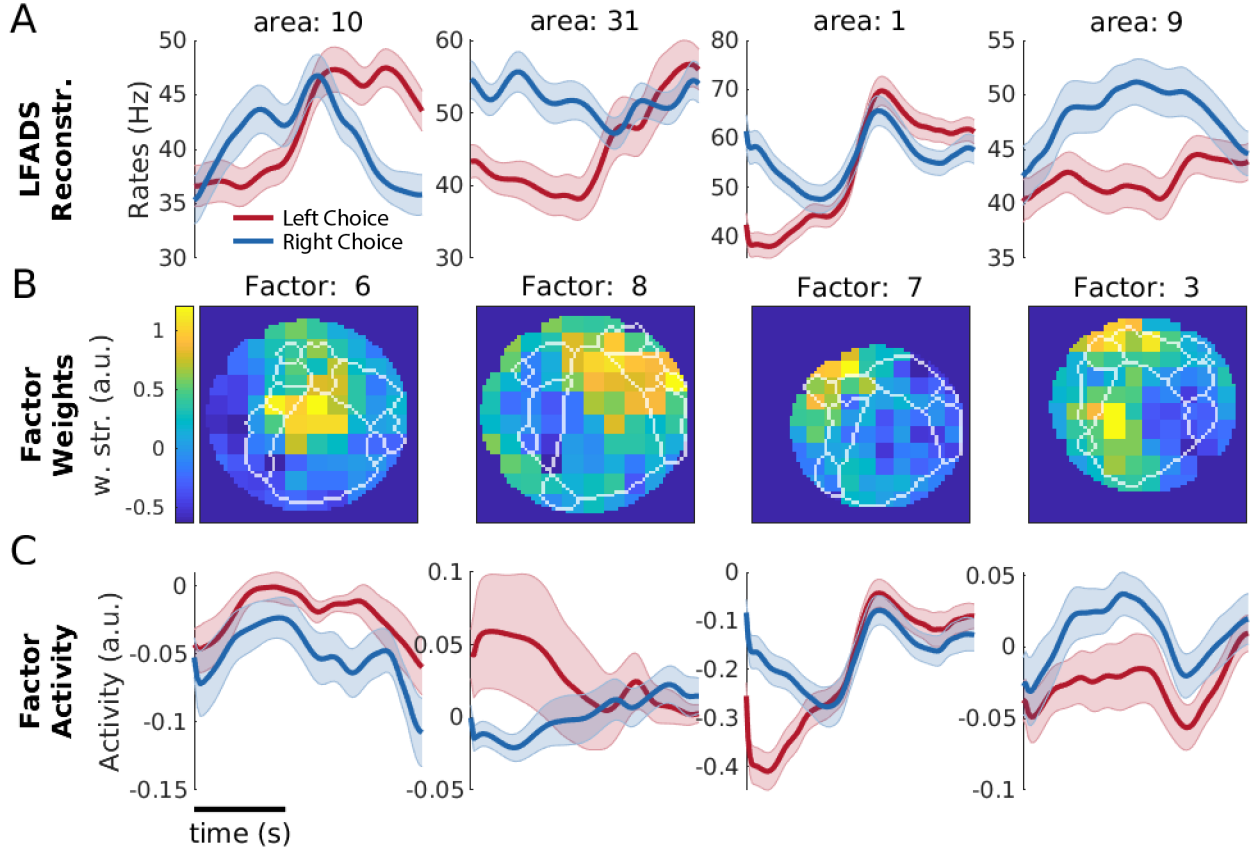 A
area: 10
area: 31
area: 1
area: 9
LFADS
Reconstr.
Rates (Hz)
50
45
40
35
30
60
50
40
30
80
70
60
50
40
55
50
45
40
35
Left Choice
Right Choice
B
Factor: 6
Factor: 8
Factor: 7
Factor: 3
Factor
Weights
w. str. (a.u.)
1
0.5
0
-0.5
C
Factor
Activity
Activity (a.u.)
0
-0.05
-0.1
-0.15
0.1
0.05
0
-0.05
0
-0.1
-0.2
-0.3
-0.4
0.05
0
-0.05
-0.1
time (s)